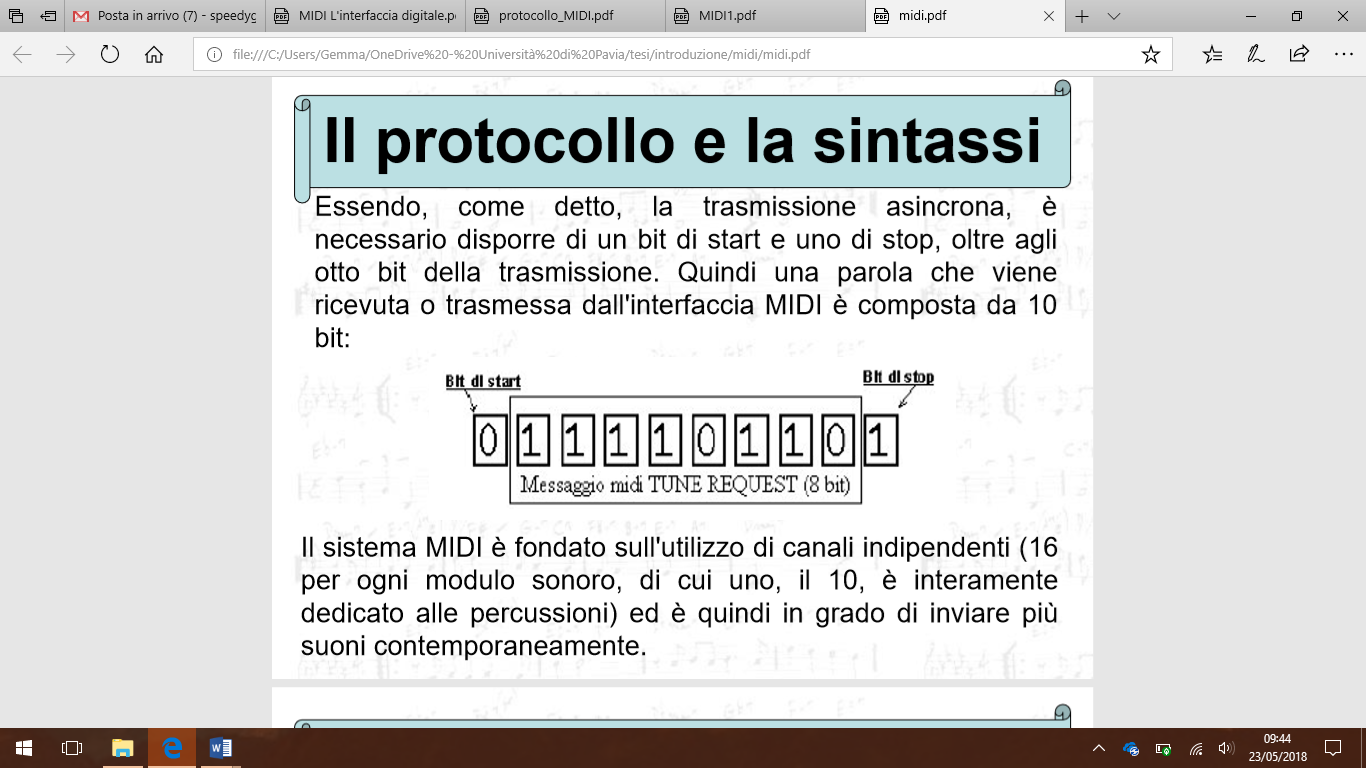 Posta in arrivo (7) - speedyg
MIDI L'interfaccia digitale.p
protocollo_MIDI.pdf
MIDI1.pdf
midi.pdf
file:///C:/Users/Gemma/OneDrive%20-%20Università%20di%20Pavia/tesi/introduzione/midi/midi.pdf
Il protocollo e la sintassi
Essendo, come detto, la trasmissione asincrona, è
necessario disporre di un bit di start e uno di stop, oltre agli
otto bit della trasmissione. Quindi una parola che viene
ricevuta o trasmessa dall'interfaccia MIDI è composta da 10
bit:
Bit di start
Bit di stop
0 1 1 1 1 0 1 1 0 1
Messaggio midi TUNE REQUEST (8 bit)
Il sistema MIDI è fondato sull'utilizzo di canali indipendenti (16
per ogni modulo sonoro, di cui uno, il 10, è interamente
dedicato alle percussioni) ed è quindi in grado di inviare più
suoni contemporaneamente.
09:44
23/05/2018